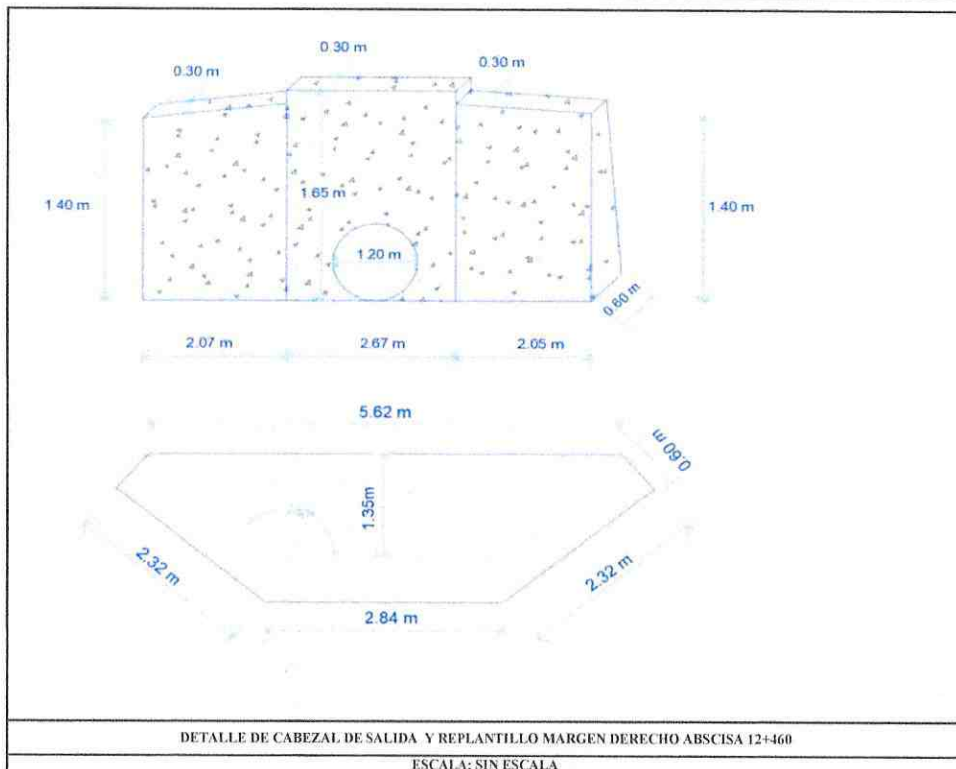 0.30 m
0.30 m
0.30 m
1.40 m
1.65 m
1.20 m
1.40 m
0.60 m
2.07 m
2.67 m
2.05 m
5.62 m
0.60 m
1.35m
2.32 m
2.32 m
2.84 m
DETALLE DE CABEZAL DE SALIDA Y REPLANTILLO MARGEN DERECHO ABSCISA 12+460
ESCALA: SIN ESCALA